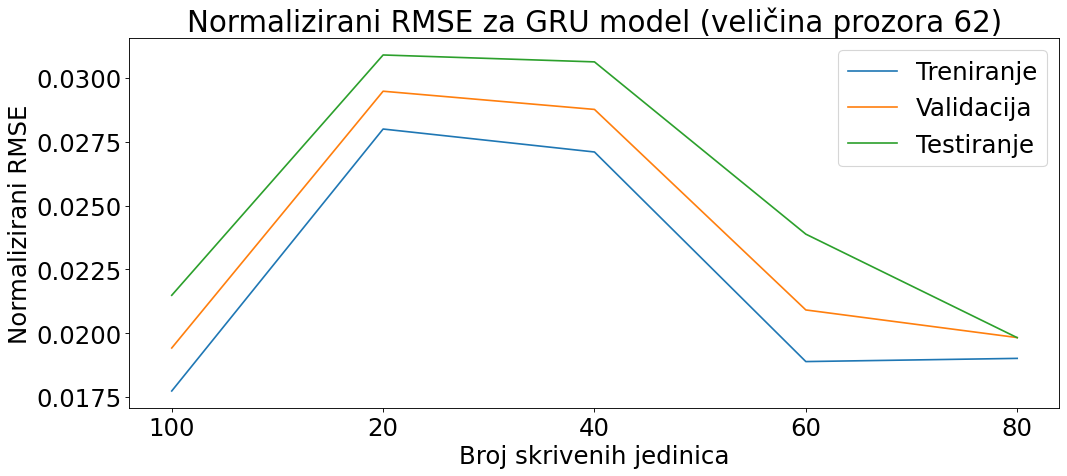 Normalizirani RMSE za GRU model (veličina prozora 62)
Treniranje
Validacija
Testiranje
Normalizirani RMSE
0.0300
0.0275
0.0250
0.0225
0.0200
0.0175
100 20 40 60 80
Broj skrivenih jedinica